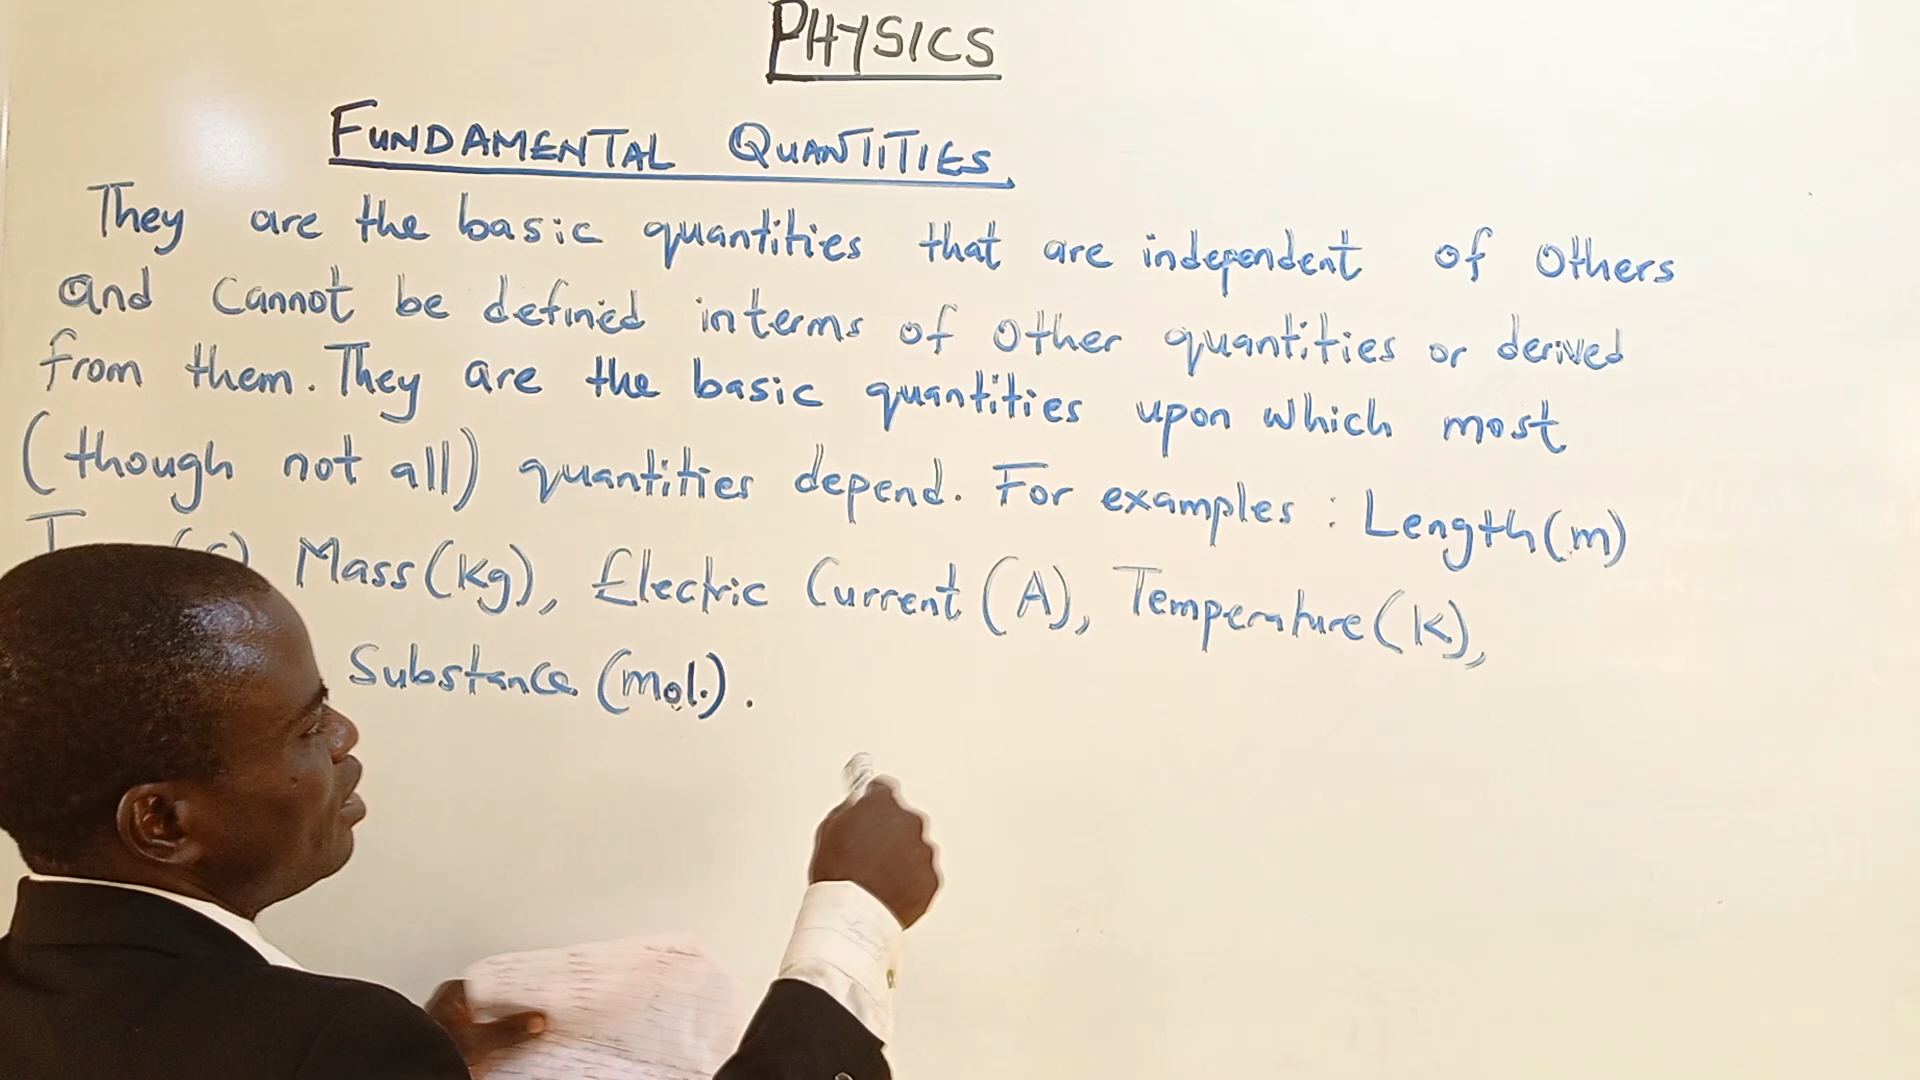 PHYSICS
FUNDAMENTAL QUANTITIES
They are the basic quantities that are independent of others
and cannot be defined interms of other quantities or derived
from them. They are the basic quantities upon which most
(though not all) quantities depend. For examples : Length (m)
Mass (kg), Electric Current (A), Temperature (K),
Substance (mol.).